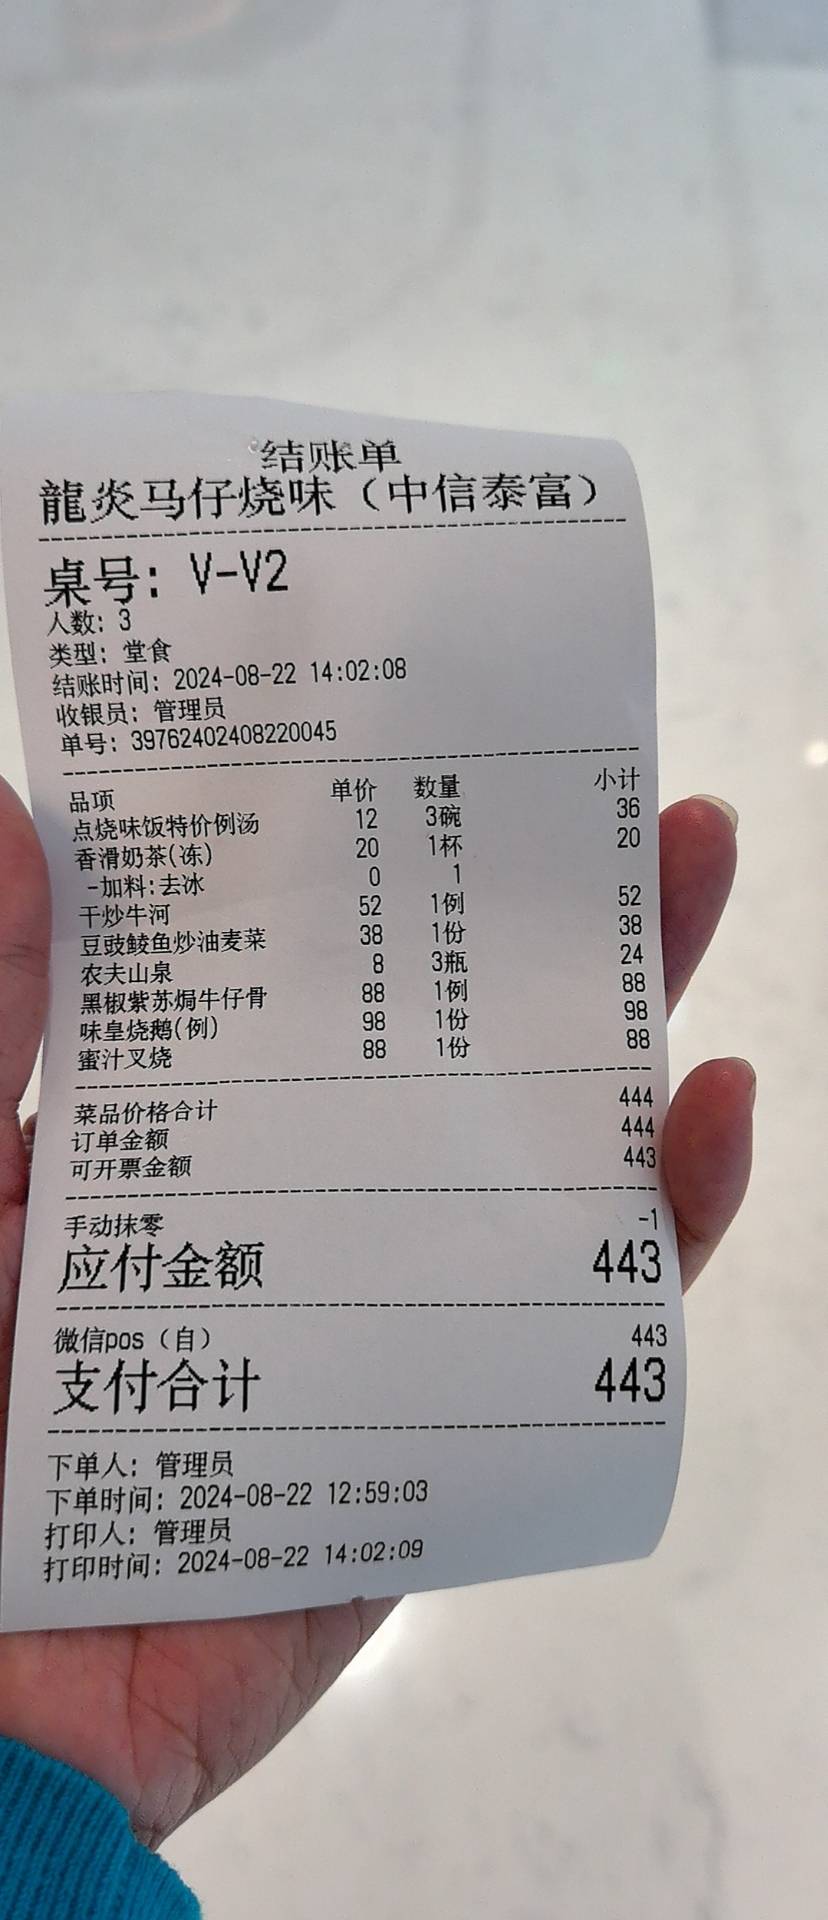 结账单
龍炎马仔烧味（中信泰富）
桌号: V-V2
人数: 3
类型: 堂食
结账时间: 2024-08-22 14:02:08
收银员: 管理员
单号: 39762402408220045
品项 单价 数量 小计
点烧味饭特价例汤 12 3碗 36
香滑奶茶(冻) 20 1杯 20
-加料:去冰 0 1
干炒牛河 52 1例 52
豆豉鲮鱼炒油麦菜 38 1份 38
农夫山泉 8 3瓶 24
黑椒紫苏焗牛仔骨 88 1例 88
味皇烧鹅(例) 98 1份 98
蜜汁叉烧 88 1份 88
菜品价格合计 444
订单金额 444
可开票金额 443
手动抹零 -1
应付金额 443
微信pos（自） 443
支付合计 443
下单人: 管理员
下单时间: 2024-08-22 12:59:03
打印人: 管理员
打印时间: 2024-08-22 14:02:09